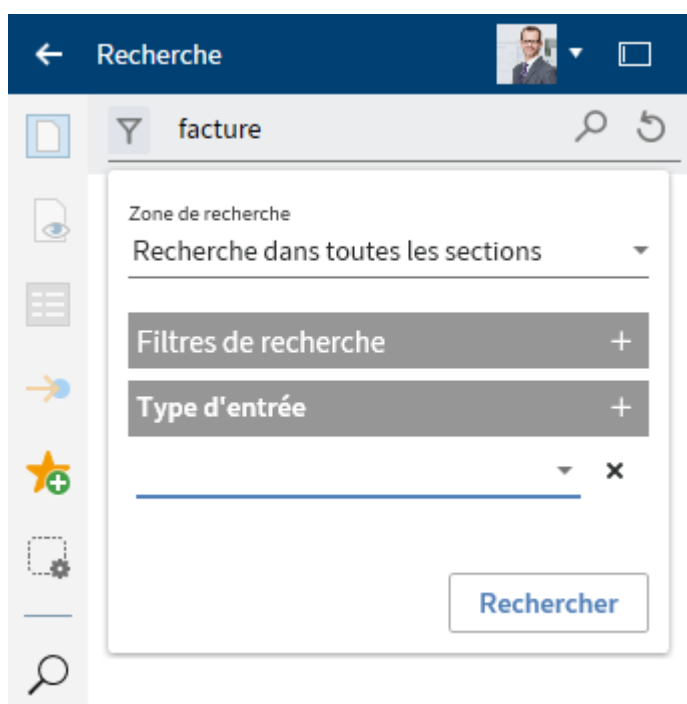 Recherche
facture
Zone de recherche
Recherche dans toutes les sections
Filtres de recherche
Type d'entrée
Rechercher